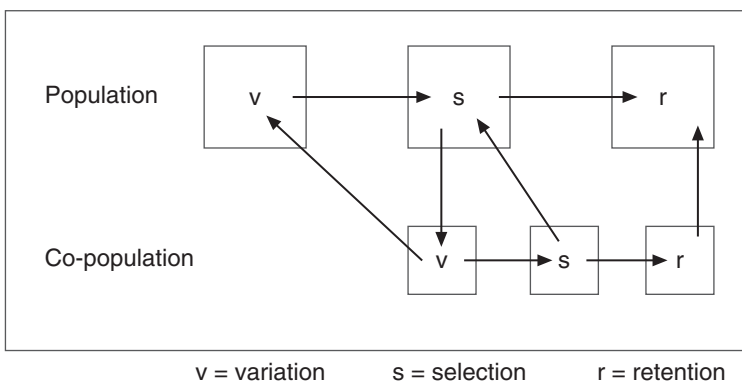 Population
v s r
Co-population
v s r
v = variation s = selection r = retention